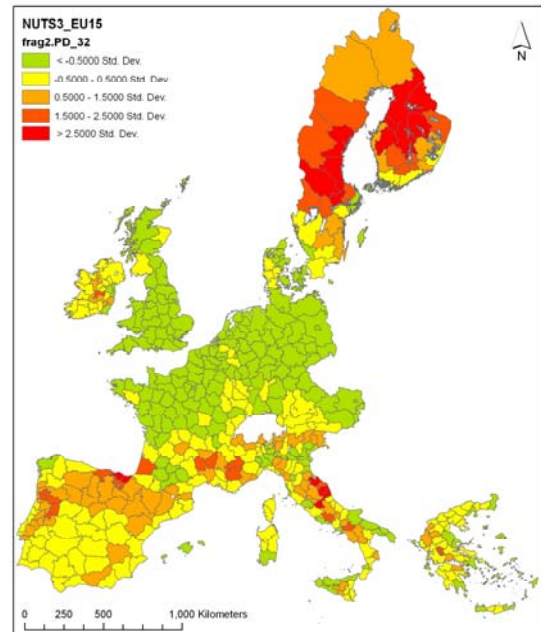 NUTS3_EU15
frag2.PD_32
< -0.5000 Std. Dev.
-0.5000 - 0.5000 Std. Dev.
0.5000 - 1.5000 Std. Dev.
1.5000 - 2.5000 Std. Dev.
> 2.5000 Std. Dev.
N
0 250 500 1,000 Kilometers